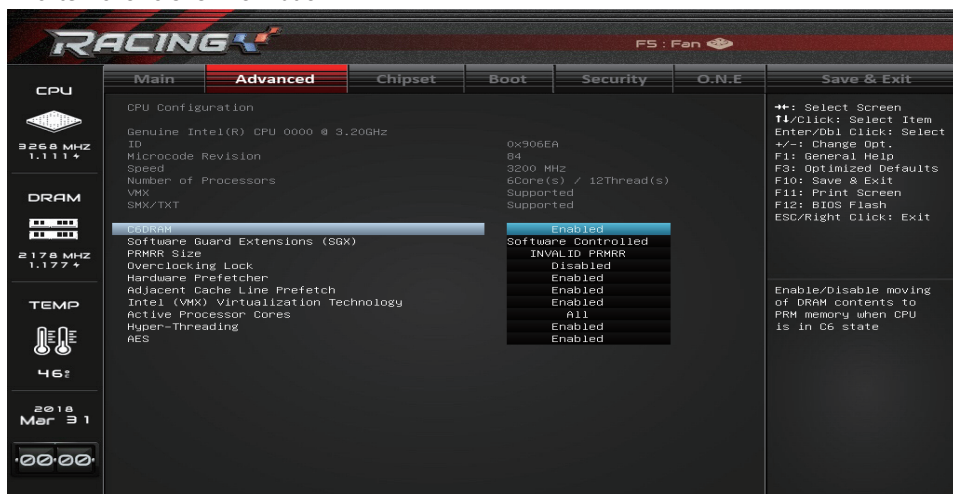 RACING
F5 : Fan
Main Advanced Chipset Boot Security O.N.E Save & Exit
CPU
3268 MHZ
1.111
DRAM
2178 MHZ
1.177
TEMP
46
2018
Mar 31
00:00
CPU Configuration
Genuine Intel(R) CPU 0000 @ 3.20GHz
ID 0x906EA
Microcode Revision 84
Speed 3200 MHz
Number of Processors 6Core(s) / 12Thread(s)
VMX Supported
SMX/TXT Supported
C6DRAM Enabled
Software Guard Extensions (SGX) Software Controlled
PRMRR Size INVALID PRMRR
Overclocking Lock Disabled
Hardware Prefetcher Enabled
Adjacent Cache Line Prefetch Enabled
Intel (VMX) Virtualization Technology Enabled
Active Processor Cores All
Hyper-Threading Enabled
AES Enabled
→←: Select Screen
↑↓/Click: Select Item
Enter/Dbl Click: Select
+/-: Change Opt.
F1: General Help
F3: Optimized Defaults
F10: Save & Exit
F11: Print Screen
F12: BIOS Flash
ESC/Right Click: Exit
Enable/Disable moving
of DRAM contents to
PRM memory when CPU
is in C6 state